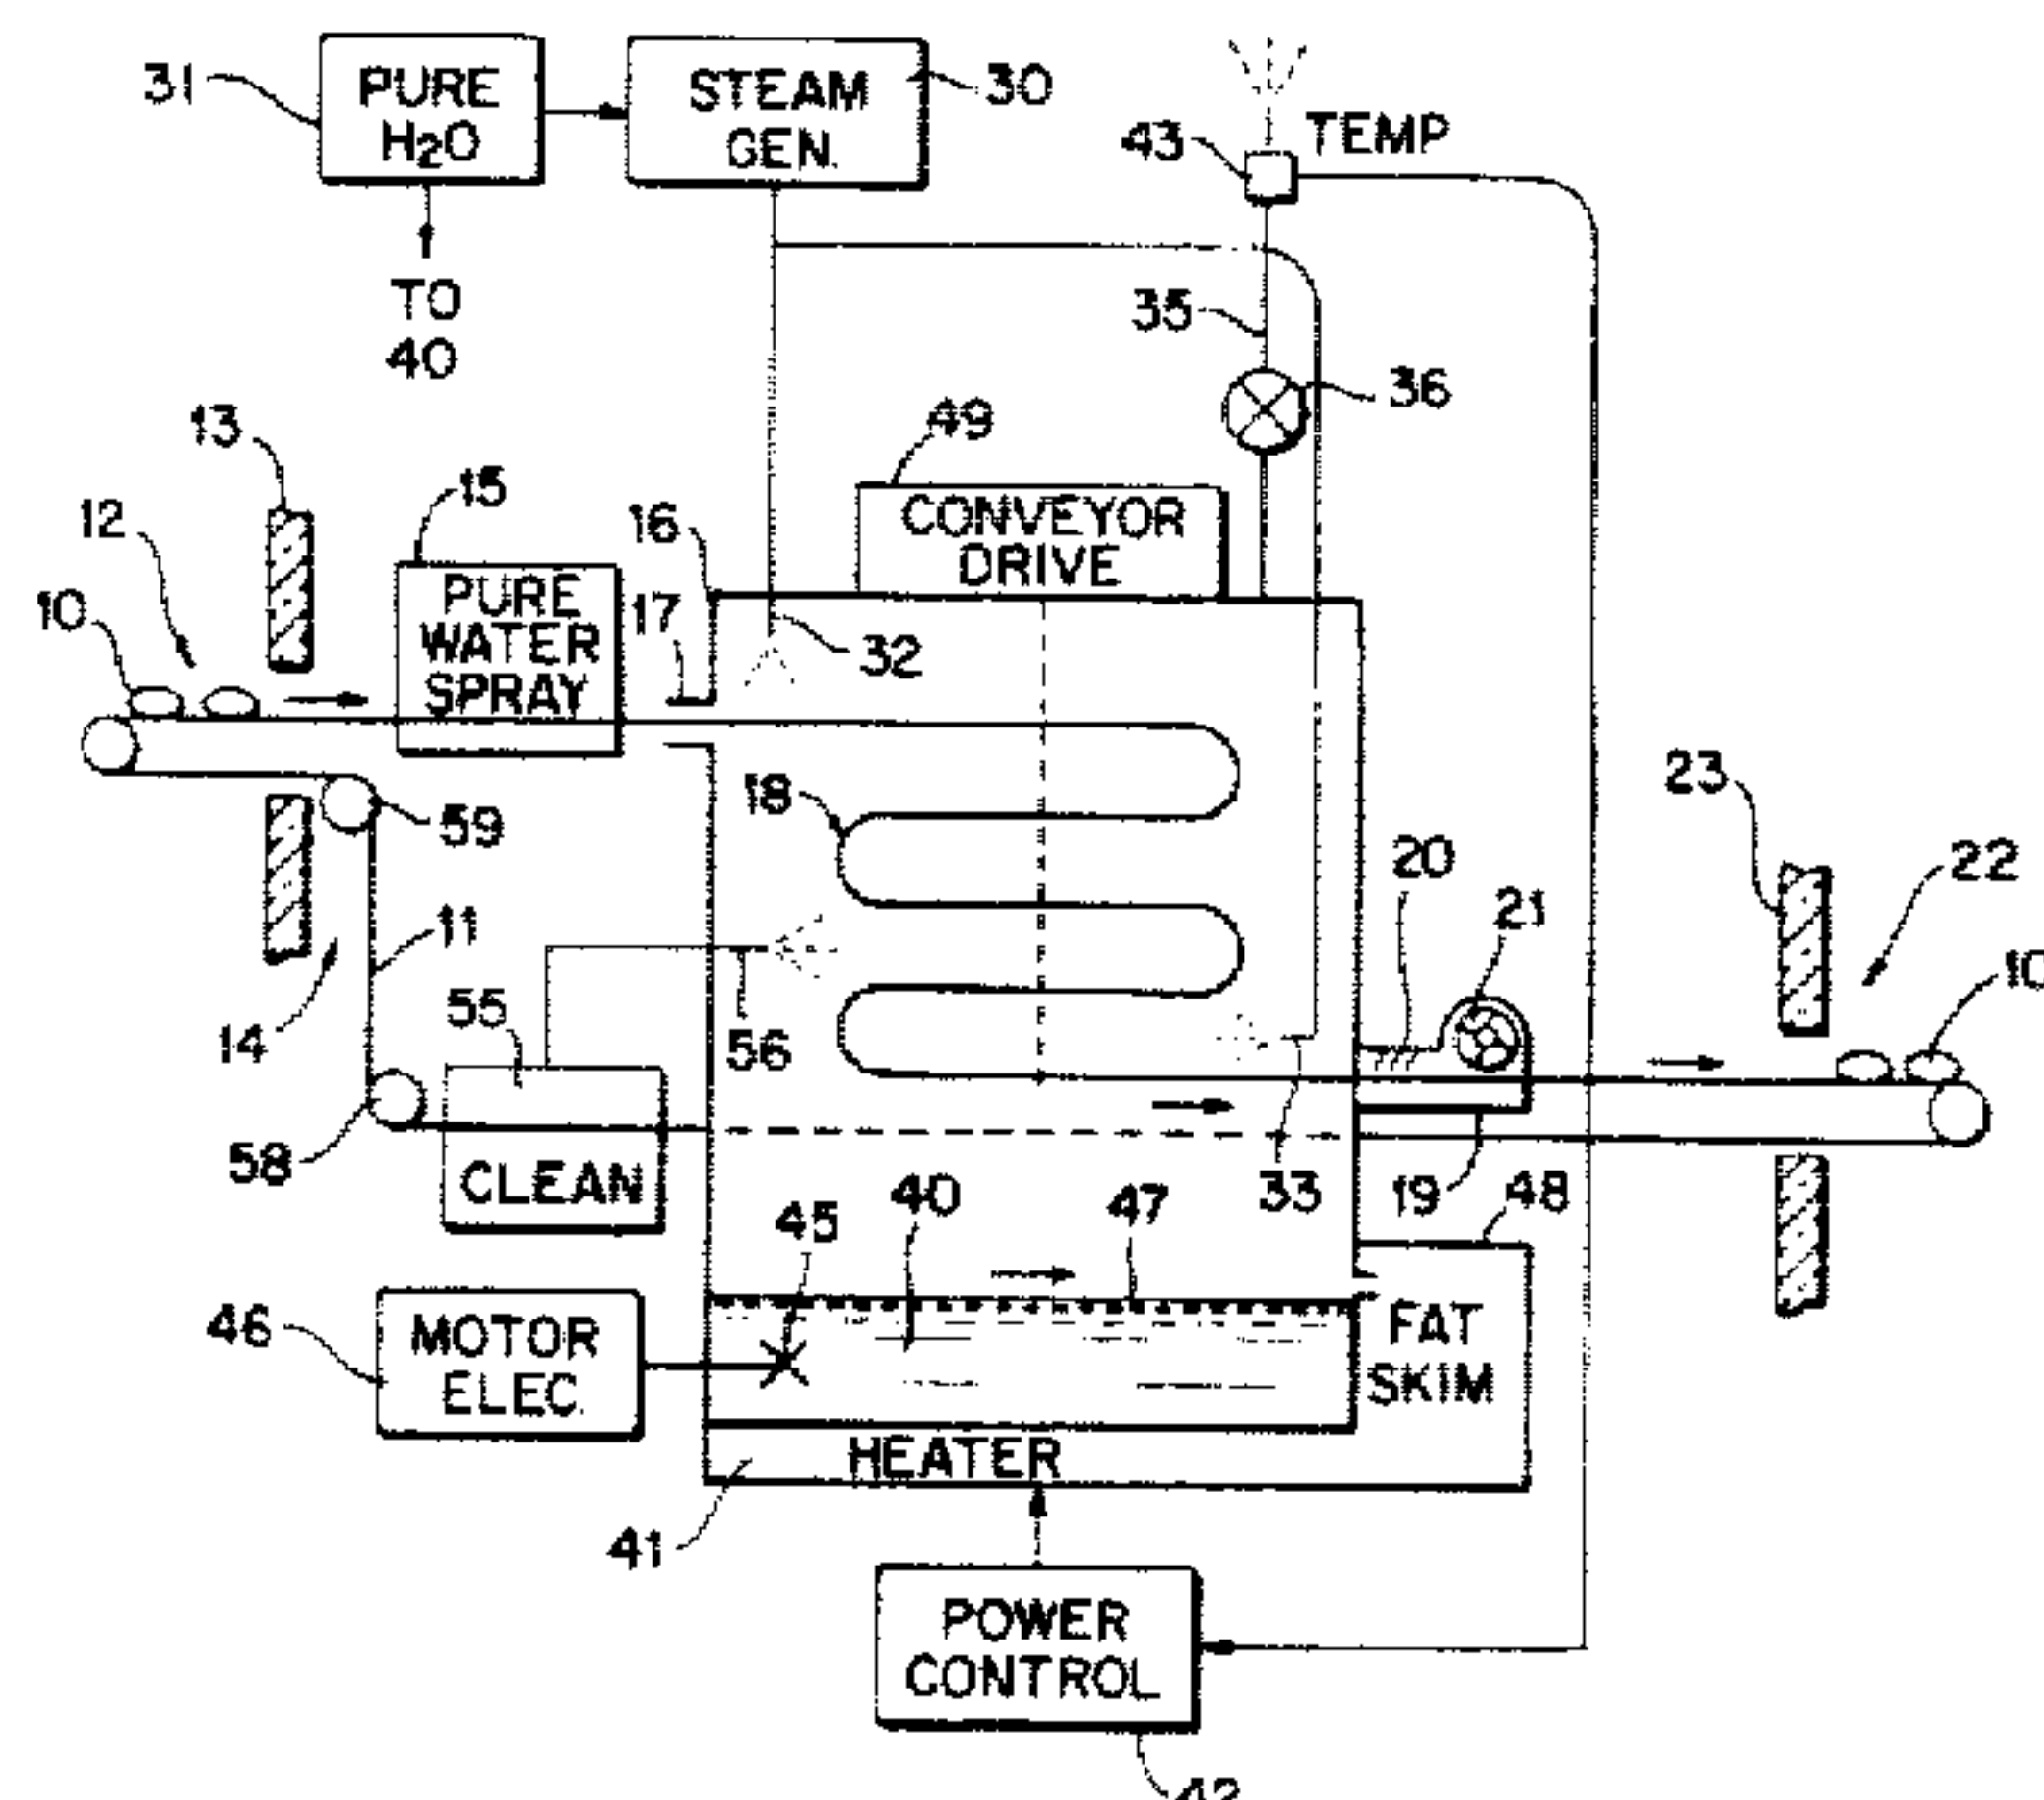 31
PURE
H2O
STEAM
GEN.
30
43
TEMP
TO
40
35
36
13
49
12
15
16
CONVEYOR
DRIVE
10
PURE
WATER
SPRAY
17
32
18
59
23
20
22
11
21
10
14
55
56
58
CLEAN
45
40
47
33
19
48
46
MOTOR
ELEC.
FAT
SKIM
HEATER
41
POWER
CONTROL
42